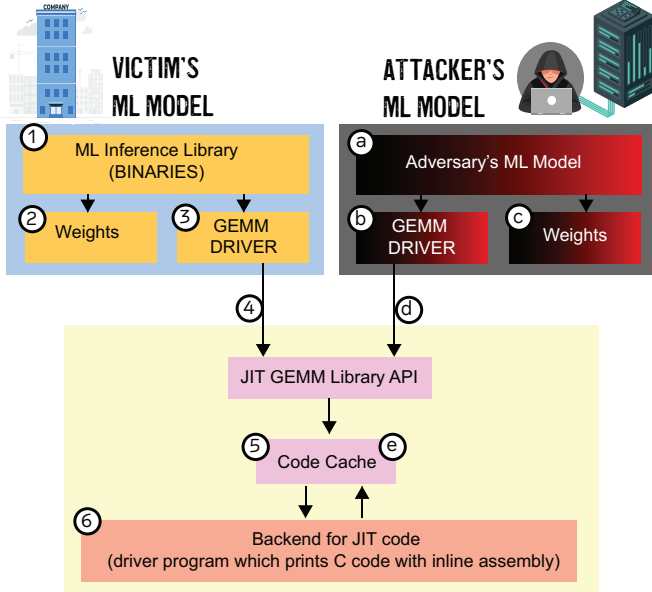 COMPANY
VICTIM'S
ML MODEL
ATTACKER'S
ML MODEL
1
ML Inference Library
(BINARIES)
2
Weights
3
GEMM
DRIVER
a
Adversary's ML Model
b
GEMM
DRIVER
c
Weights
4
d
JIT GEMM Library API
5
Code Cache
e
6
Backend for JIT code
(driver program which prints C code with inline assembly)